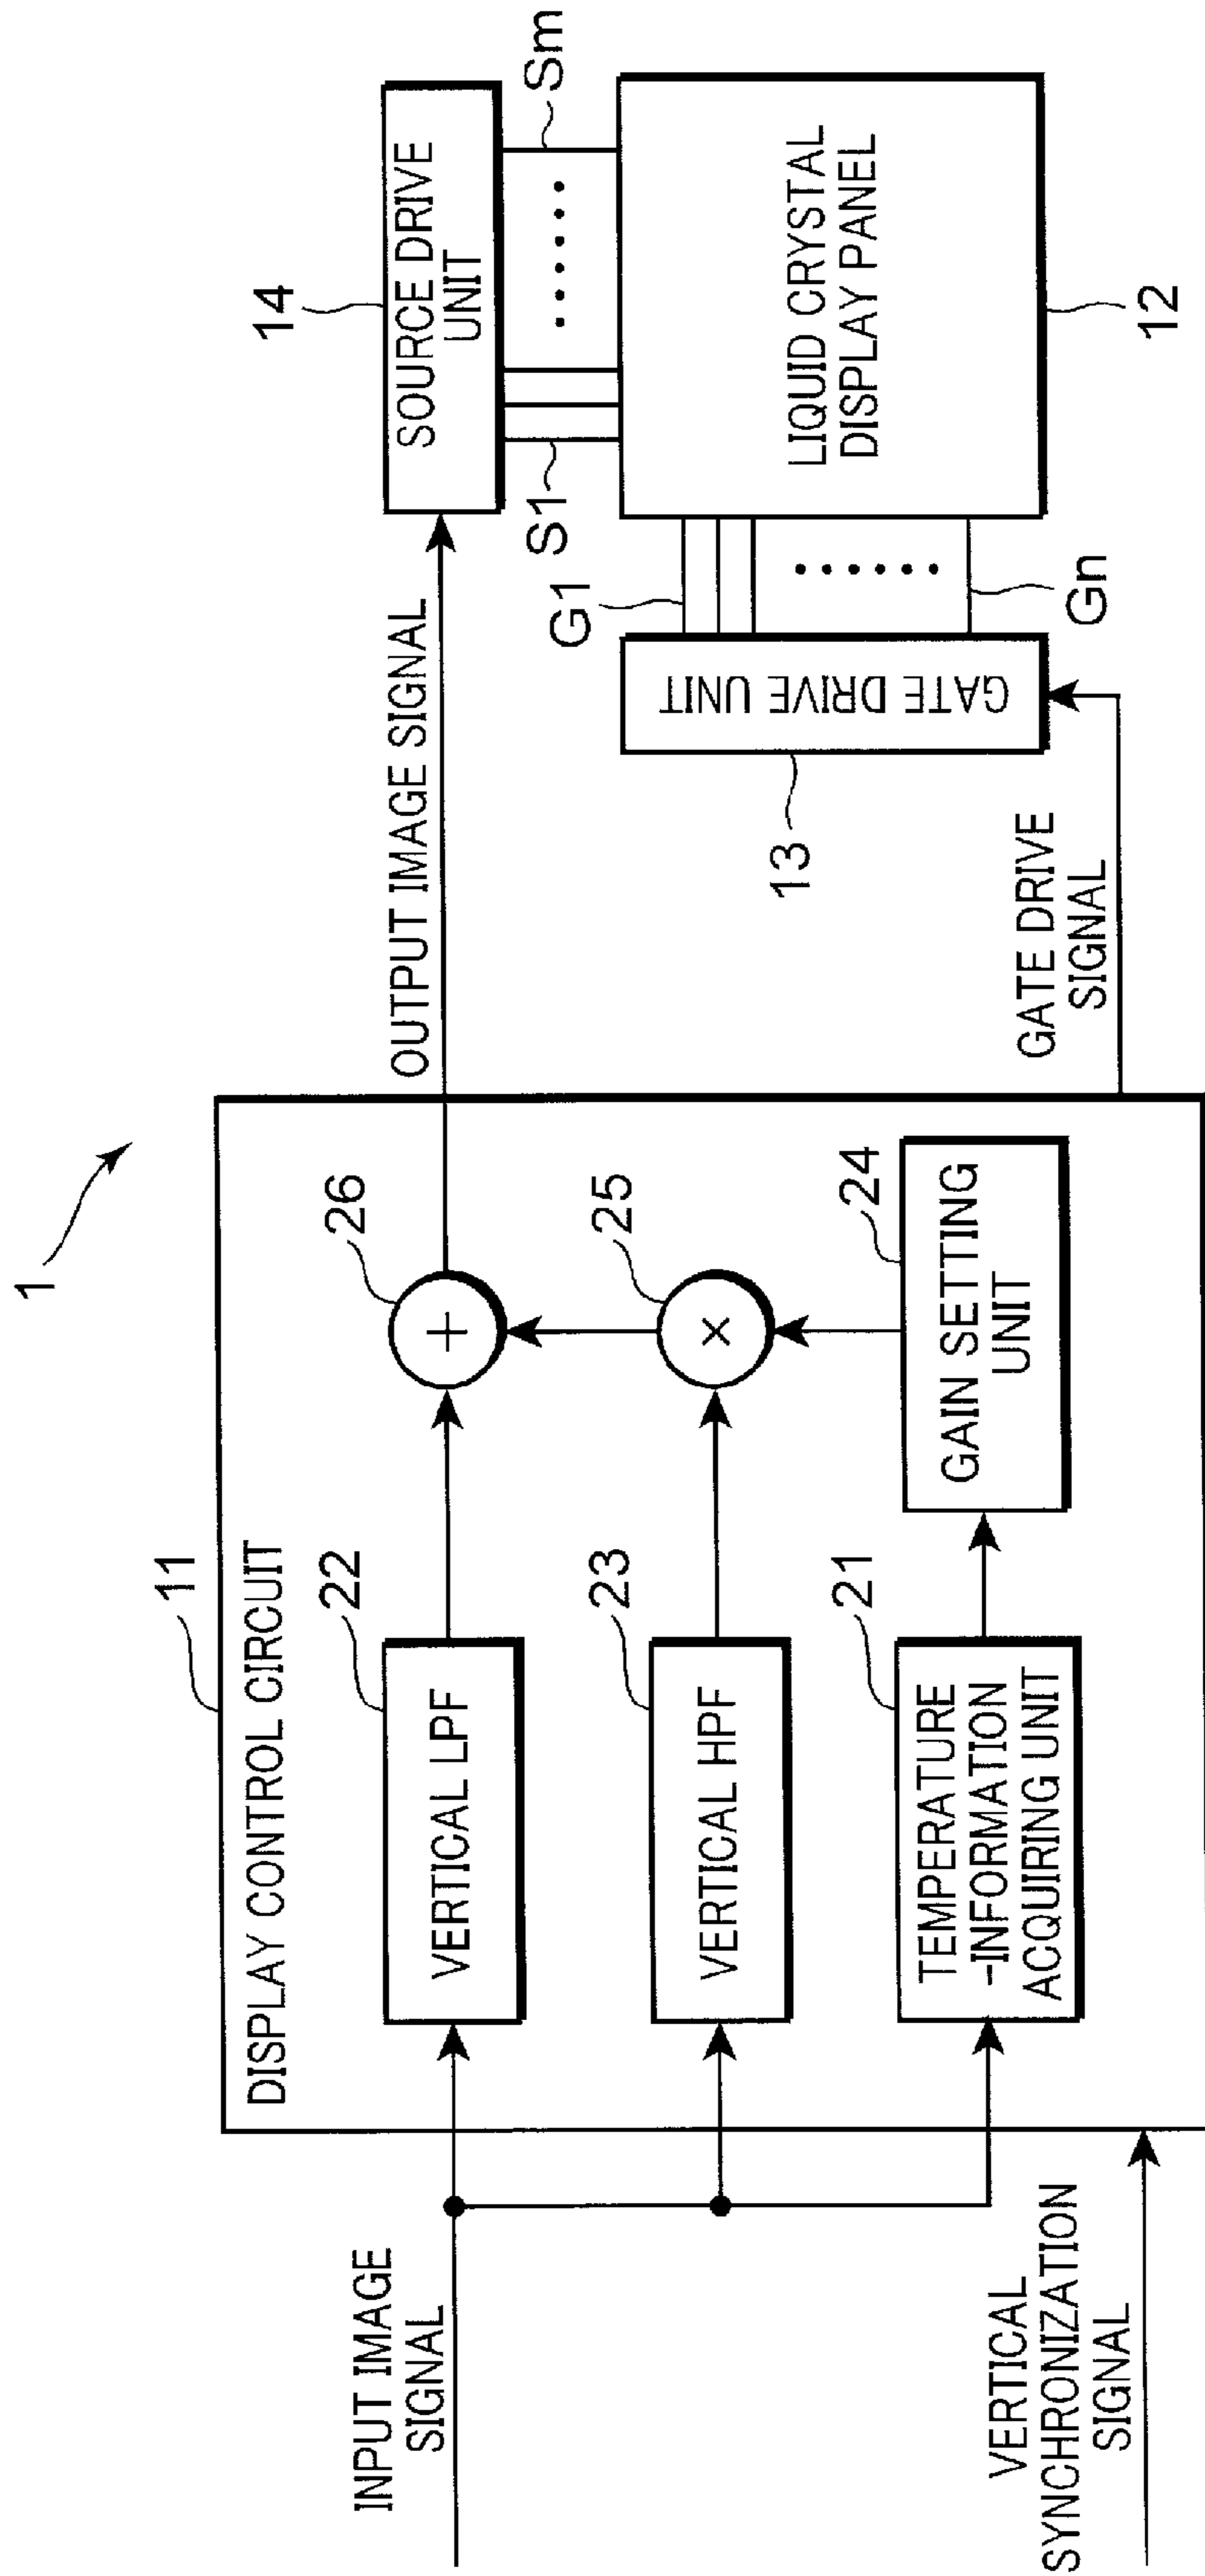 1
11
DISPLAY CONTROL CIRCUIT
INPUT IMAGE
SIGNAL
22
VERTICAL LPF
26
+
OUTPUT IMAGE SIGNAL
14
SOURCE DRIVE
UNIT
S1
Sm
23
VERTICAL HPF
25
×
G1
Gn
GATE DRIVE UNIT
13
LIQUID CRYSTAL
DISPLAY PANEL
12
21
TEMPERATURE
-INFORMATION
ACQUIRING UNIT
24
GAIN SETTING
UNIT
GATE DRIVE
SIGNAL
VERTICAL
SYNCHRONIZATION
SIGNAL